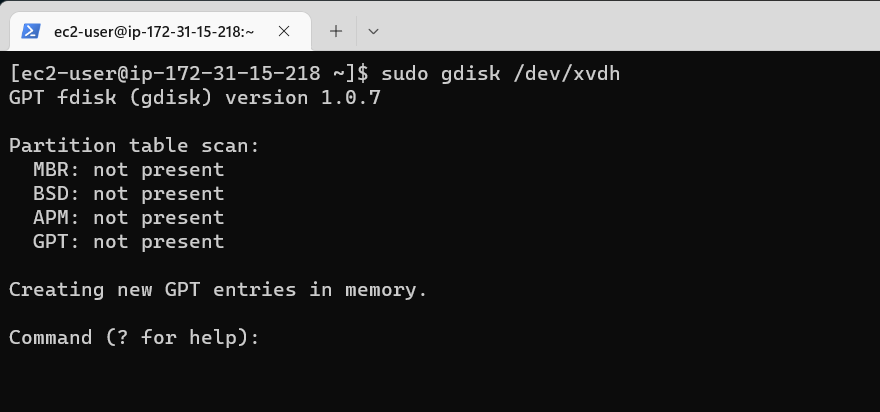 ec2-user@ip-172-31-15-218:~
[ec2-user@ip-172-31-15-218 ~]$ sudo gdisk /dev/xvdh
GPT fdisk (gdisk) version 1.0.7
Partition table scan:
  MBR: not present
  BSD: not present
  APM: not present
  GPT: not present
Creating new GPT entries in memory.
Command (? for help):